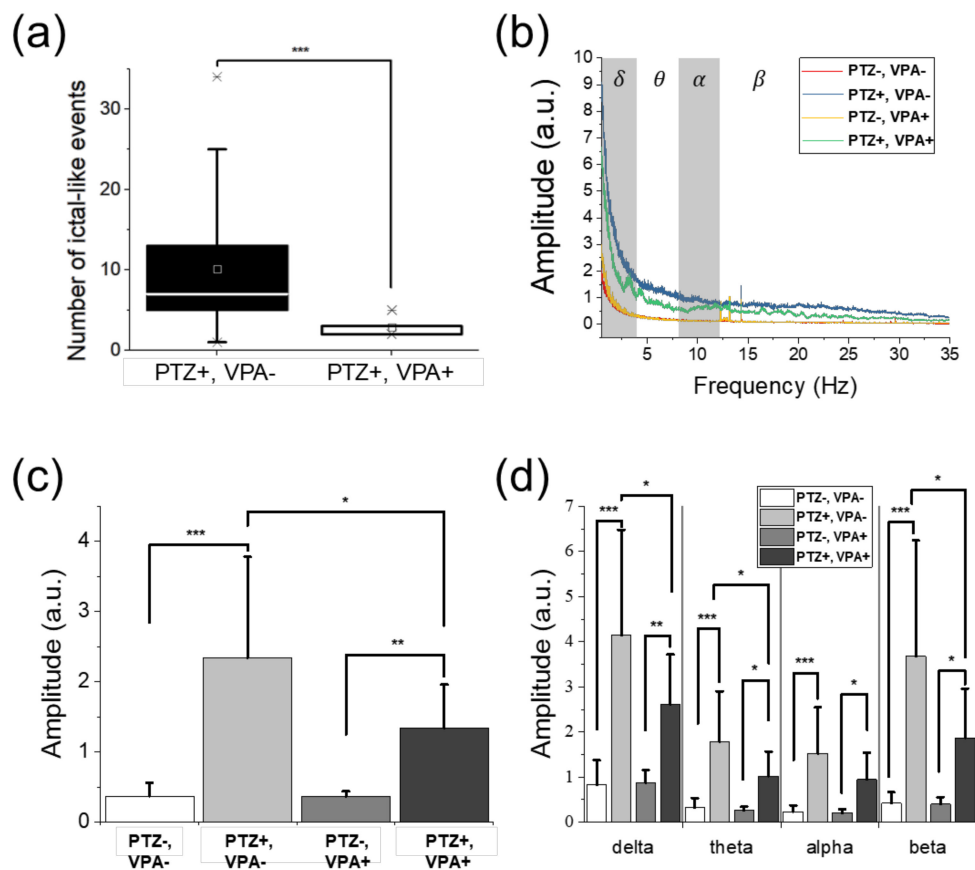 (a)
***
Number of ictal-like events
30
20
10
0
PTZ+, VPA-
PTZ+, VPA+
(b)
δ θ α β
PTZ-, VPA-
PTZ+, VPA-
PTZ-, VPA+
PTZ+, VPA+
Amplitude (a.u.)
10
9
8
7
6
5
4
3
2
1
0
5 10 15 20 25 30 35
Frequency (Hz)
(c)
*
***
**
Amplitude (a.u.)
4
3
2
1
0
PTZ-,
VPA-
PTZ+,
VPA-
PTZ-,
VPA+
PTZ+,
VPA+
(d)
PTZ-, VPA-
PTZ+, VPA-
PTZ-, VPA+
PTZ+, VPA+
* *
*** ***
*
** *** *** *
* *
Amplitude (a.u.)
7
6
5
4
3
2
1
0
delta theta alpha beta